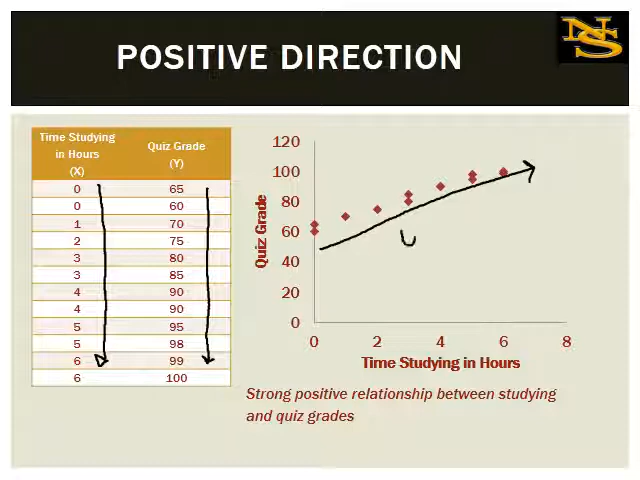 POSITIVE DIRECTION
NS
Time Studying in Hours (X) Quiz Grade (Y)
0 65
0 60
1 70
2 75
3 80
3 85
4 90
4 90
5 95
5 98
6 99
6 100
120
100
80
60
40
20
0
Quiz Grade
0 2 4 6 8
Time Studying in Hours
Strong positive relationship between studying
and quiz grades